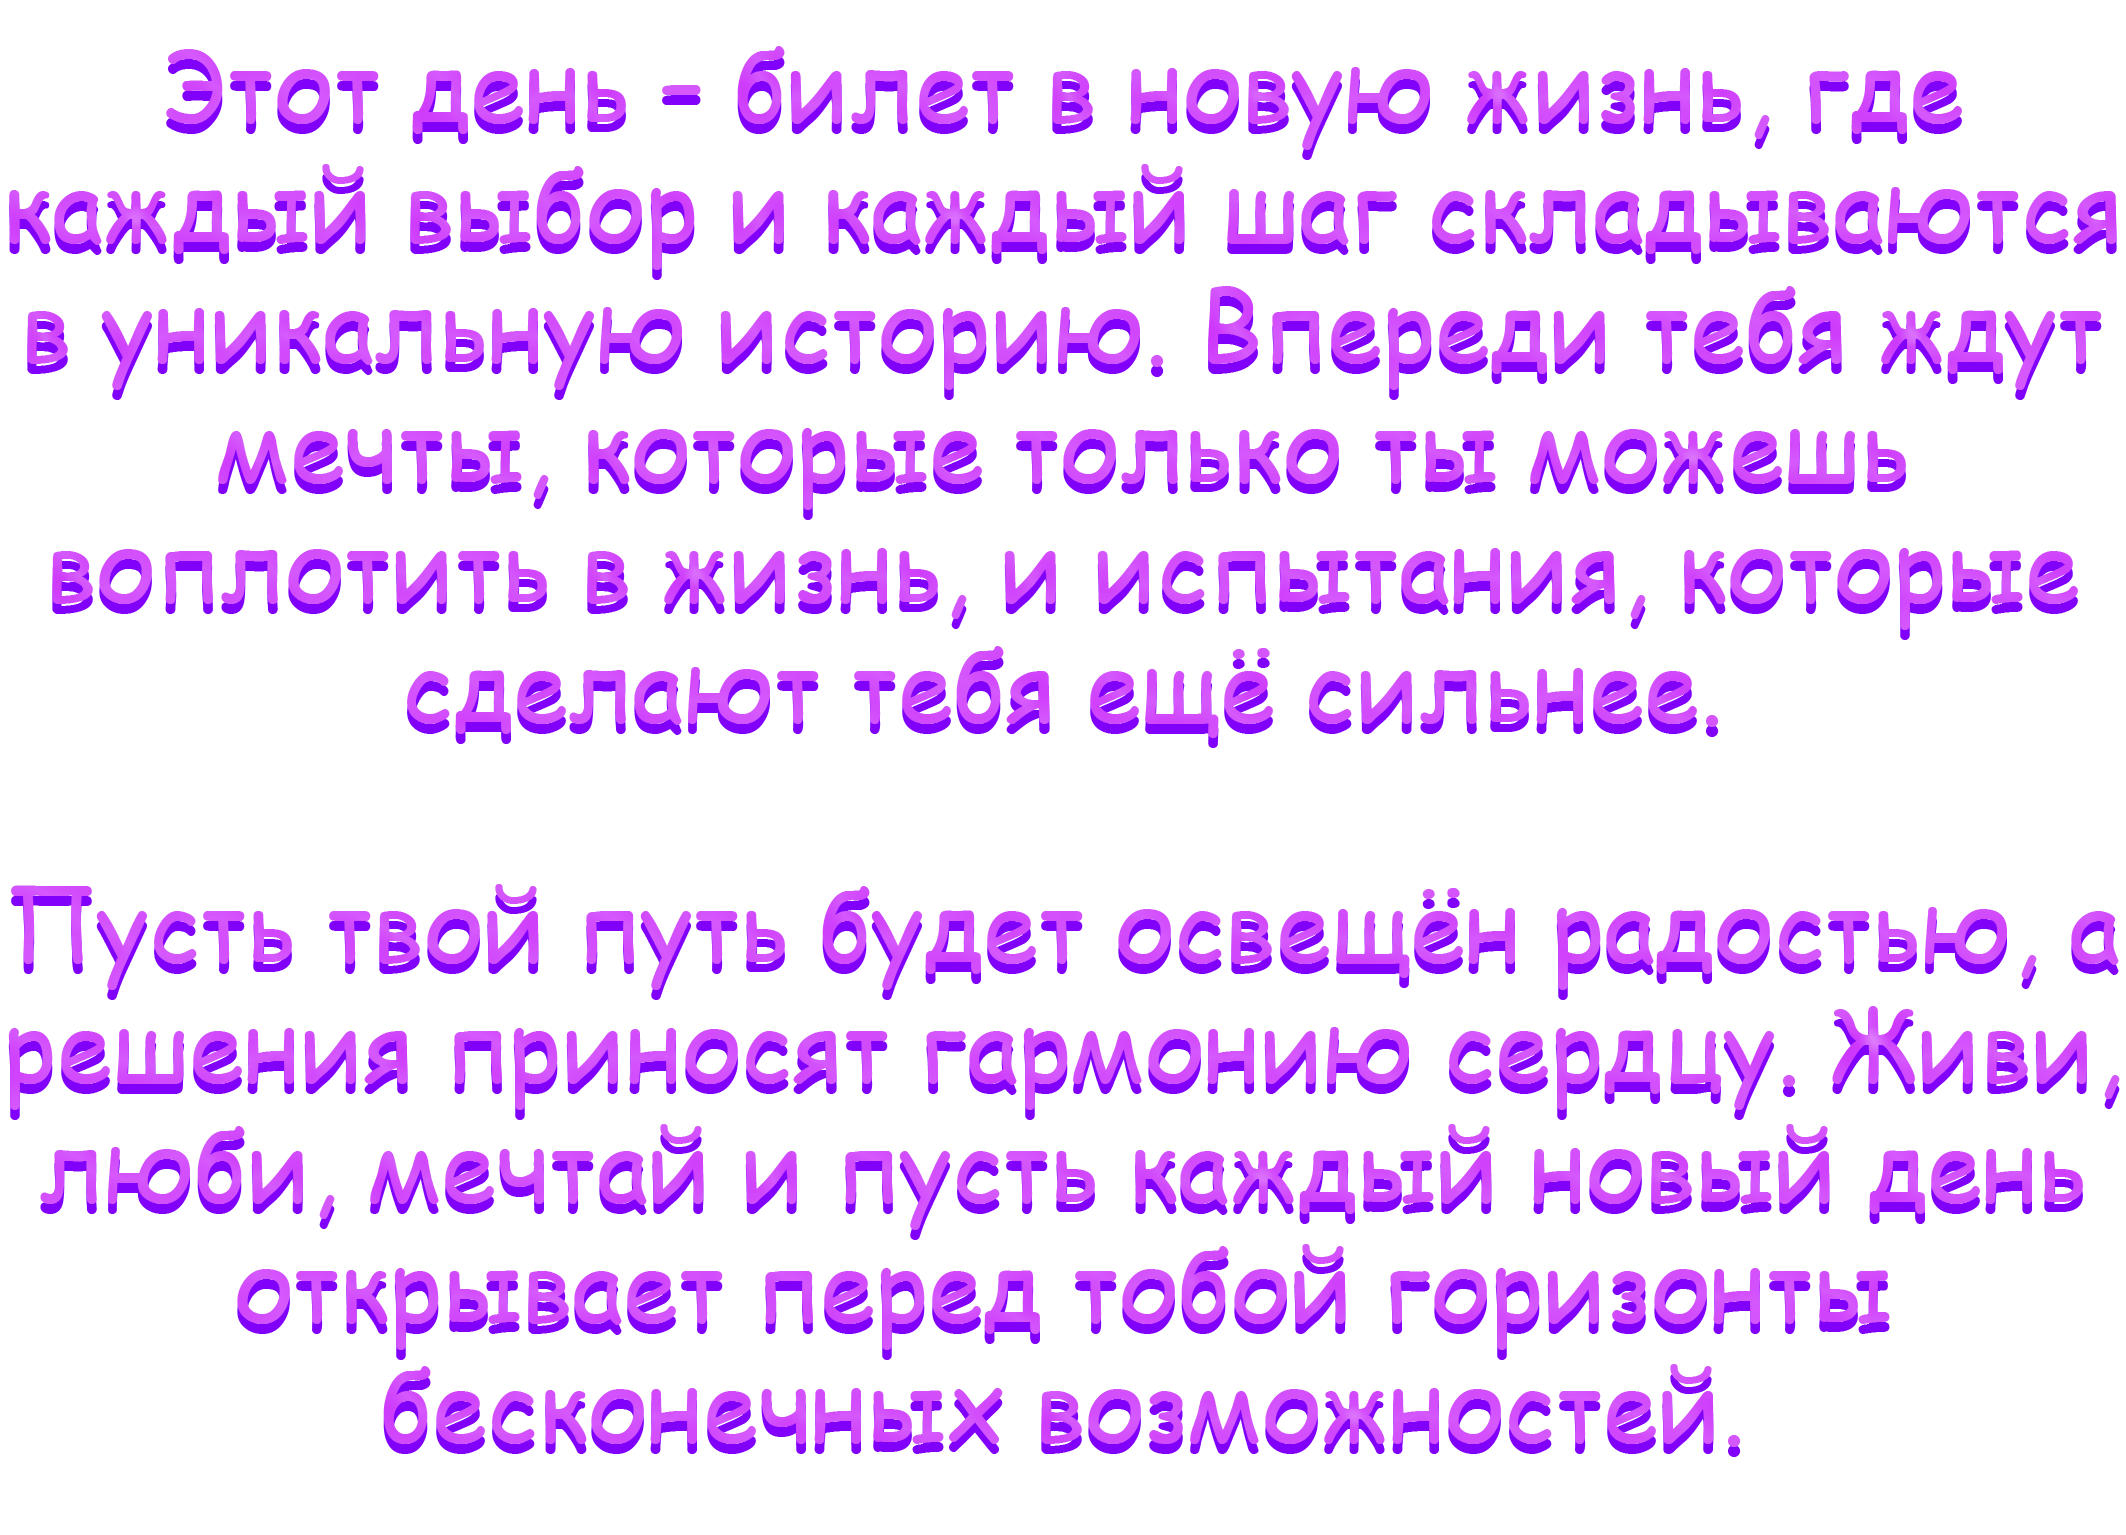 Этот день – билет в новую жизнь, где
каждый выбор и каждый шаг складываются
в уникальную историю. Впереди тебя ждут
мечты, которые только ты можешь
воплотить в жизнь, и испытания, которые
сделают тебя ещё сильнее.
Пусть твой путь будет освещён радостью, а
решения приносят гармонию сердцу. Живи,
люби, мечтай и пусть каждый новый день
открывает перед тобой горизонты
бесконечных возможностей.